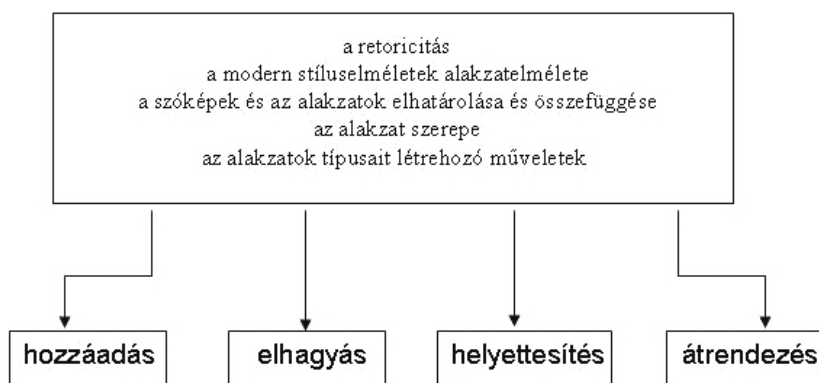 a retoricitás
a modern stíluselméletek alakzatelmélete
a szóképek és az alakzatok elhatárolása és összefüggése
az alakzat szerepe
az alakzatok típusait létrehozó műveletek
hozzáadás
elhagyás
helyettesítés
átrendezés